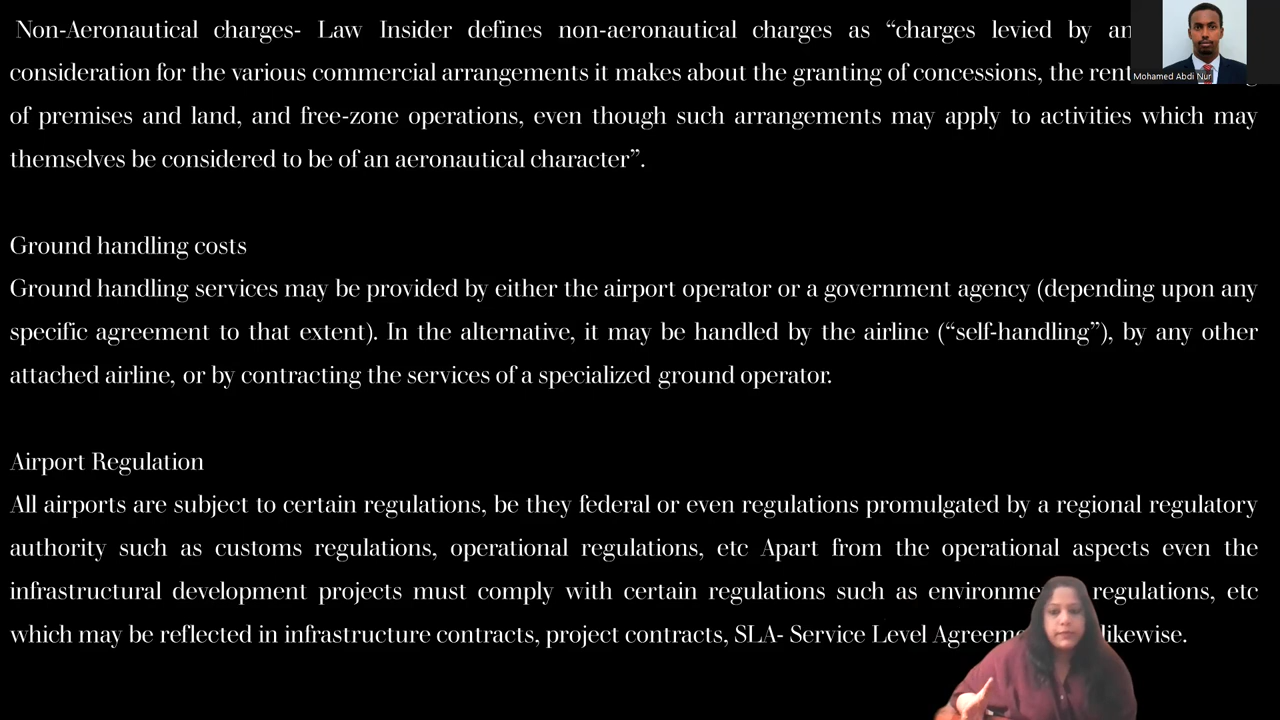 Non-Aeronautical charges- Law Insider defines non-aeronautical charges as “charges levied by an
consideration for the various commercial arrangements it makes about the granting of concessions, the
of premises and land, and free-zone operations, even though such arrangements may apply to activities which may
themselves be considered to be of an aeronautical character”.
Mohamed Abdi Nur
Ground handling costs
Ground handling services may be provided by either the airport operator or a government agency (depending upon any
specific agreement to that extent). In the alternative, it may be handled by the airline (“self-handling”), by any other
attached airline, or by contracting the services of a specialized ground operator.
Airport Regulation
All airports are subject to certain regulations, be they federal or even regulations promulgated by a regional regulatory
authority such as customs regulations, operational regulations, etc Apart from the operational aspects even the
infrastructural development projects must comply with certain regulations such as regulations, etc
which may be reflected in infrastructure contracts, project contracts, SLA- Service Level likewise.